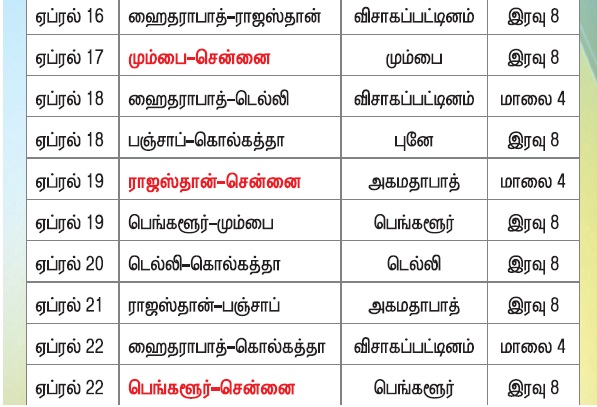 ஏப்ரல் 16 ஹைதராபாத்–ராஜஸ்தான் விசாகப்பட்டினம் இரவு 8
ஏப்ரல் 17 மும்பை–சென்னை மும்பை இரவு 8
ஏப்ரல் 18 ஹைதராபாத்–டெல்லி விசாகப்பட்டினம் மாலை 4
ஏப்ரல் 18 பஞ்சாப்–கொல்கத்தா புனே இரவு 8
ஏப்ரல் 19 ராஜஸ்தான்–சென்னை அகமதாபாத் மாலை 4
ஏப்ரல் 19 பெங்களூர்–மும்பை பெங்களூர் இரவு 8
ஏப்ரல் 20 டெல்லி–கொல்கத்தா டெல்லி இரவு 8
ஏப்ரல் 21 ராஜஸ்தான்–பஞ்சாப் அகமதாபாத் இரவு 8
ஏப்ரல் 22 ஹைதராபாத்–கொல்கத்தா விசாகப்பட்டினம் மாலை 4
ஏப்ரல் 22 பெங்களூர்–சென்னை பெங்களூர் இரவு 8